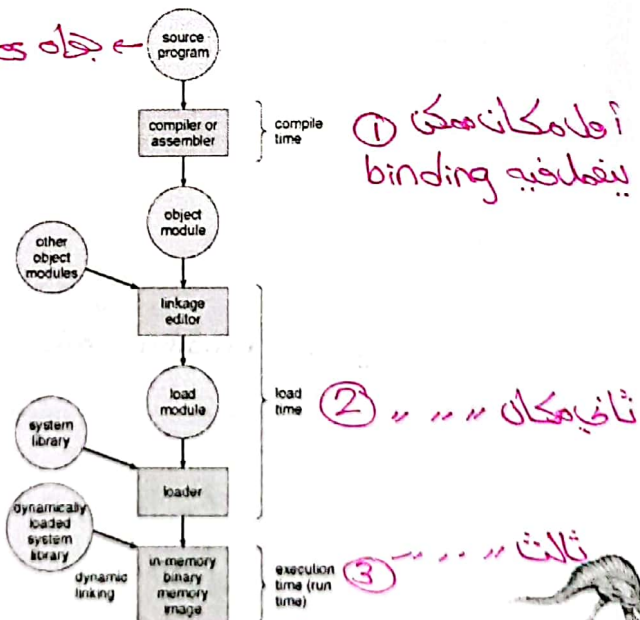 source
program
← جواه
compiler or
assembler
compile
time
① أول مكان ممكن
ينعمل فيه binding
object
module
other
object
modules
linkage
editor
load
module
load
time
② ثاني مكان " " "
system
library
loader
dynamically
loaded
system
library
dynamic
linking
in-memory
binary
memory
image
execution
time (run
time)
③ ثالث " " " "